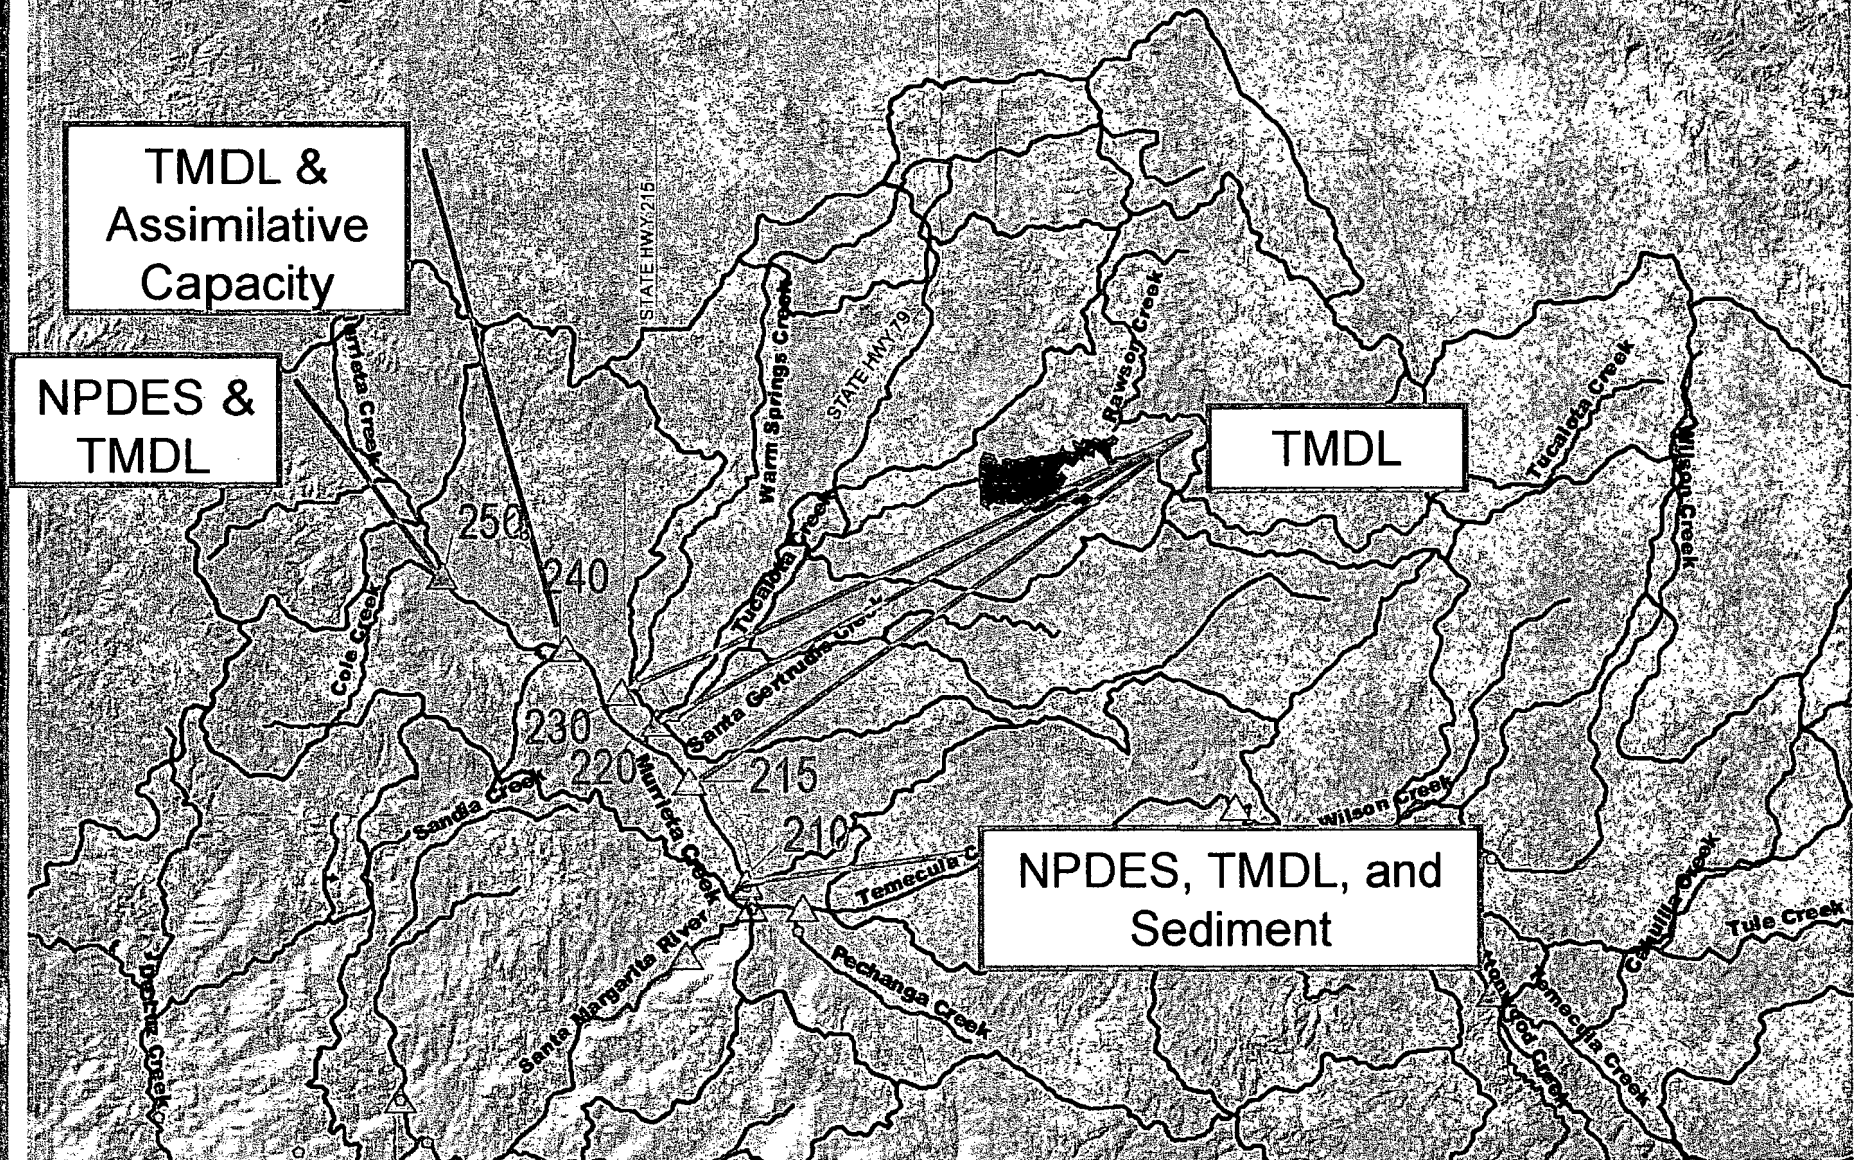 TMDL &
Assimilative
Capacity
NPDES &
TMDL
TMDL
NPDES, TMDL, and
Sediment
STATE HWY 215
STATE HWY 79
Warm Springs Creek
Rawson Creek
Tucalota Creek
Wilson Creek
250
240
230
220
215
210
Cole Creek
Tucalota Creek
Santa Gertrudis Creek
Murrieta Creek
Sandia Creek
Wilson Creek
Temecula
Santa Margarita River
Pechanga Creek
Cahuilla Creek
Tule Creek
Temecula Creek
Creek
Creek